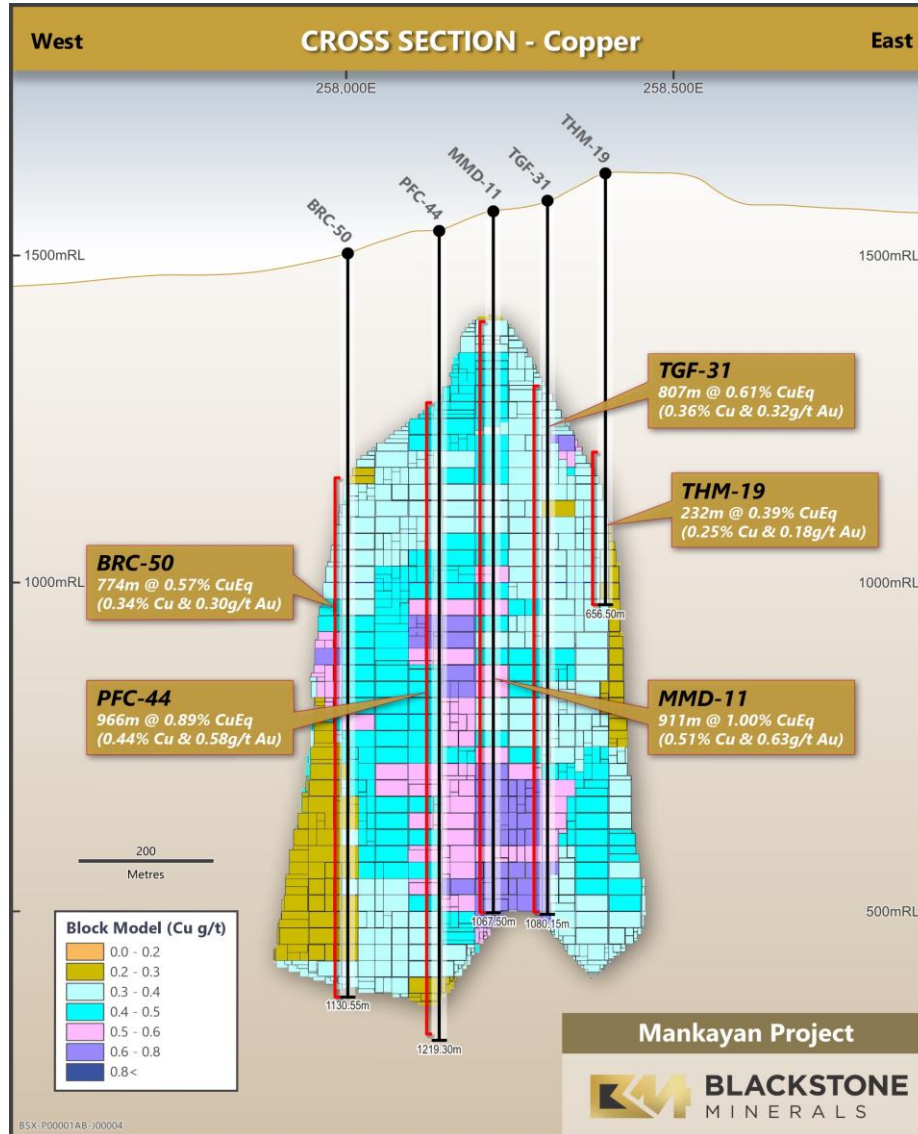 West
CROSS SECTION - Copper
East
258,000E
258,500E
THM-19
TGF-31
MMD-11
PFC-44
BRC-50
1500mRL
1500mRL
TGF-31
807m @ 0.61% CuEq
(0.36% Cu & 0.32g/t Au)
THM-19
232m @ 0.39% CuEq
(0.25% Cu & 0.18g/t Au)
BRC-50
774m @ 0.57% CuEq
(0.34% Cu & 0.30g/t Au)
1000mRL
1000mRL
656.50m
PFC-44
966m @ 0.89% CuEq
(0.44% Cu & 0.58g/t Au)
MMD-11
911m @ 1.00% CuEq
(0.51% Cu & 0.63g/t Au)
200
Metres
500mRL
500mRL
1067.50m
1080.15m
1130.55m
1219.30m
Block Model (Cu g/t)
0.0 - 0.2
0.2 - 0.3
0.3 - 0.4
0.4 - 0.5
0.5 - 0.6
0.6 - 0.8
0.8<
Mankayan Project
BLACKSTONE
MINERALS
BSX-P00001AB-J00004